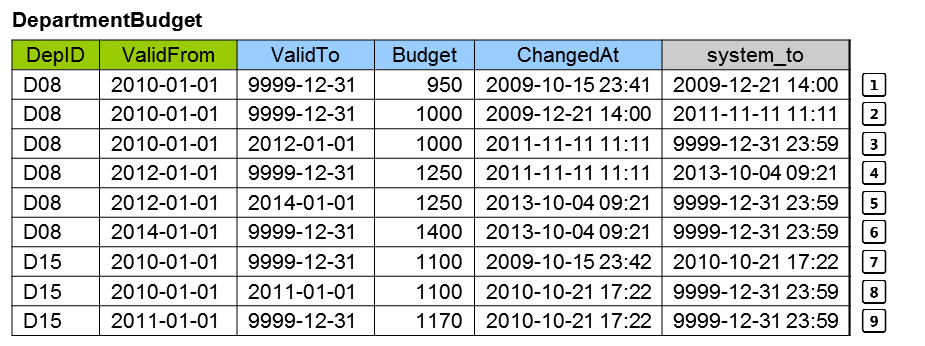 DepartmentBudget
DepID ValidFrom ValidTo Budget ChangedAt system_to
D08 2010-01-01 9999-12-31 950 2009-10-15 23:41 2009-12-21 14:00 1
D08 2010-01-01 9999-12-31 1000 2009-12-21 14:00 2011-11-11 11:11 2
D08 2010-01-01 2012-01-01 1000 2011-11-11 11:11 9999-12-31 23:59 3
D08 2012-01-01 9999-12-31 1250 2011-11-11 11:11 2013-10-04 09:21 4
D08 2012-01-01 2014-01-01 1250 2013-10-04 09:21 9999-12-31 23:59 5
D08 2014-01-01 9999-12-31 1400 2013-10-04 09:21 9999-12-31 23:59 6
D15 2010-01-01 9999-12-31 1100 2009-10-15 23:42 2010-10-21 17:22 7
D15 2010-01-01 2011-01-01 1100 2010-10-21 17:22 9999-12-31 23:59 8
D15 2011-01-01 9999-12-31 1170 2010-10-21 17:22 9999-12-31 23:59 9